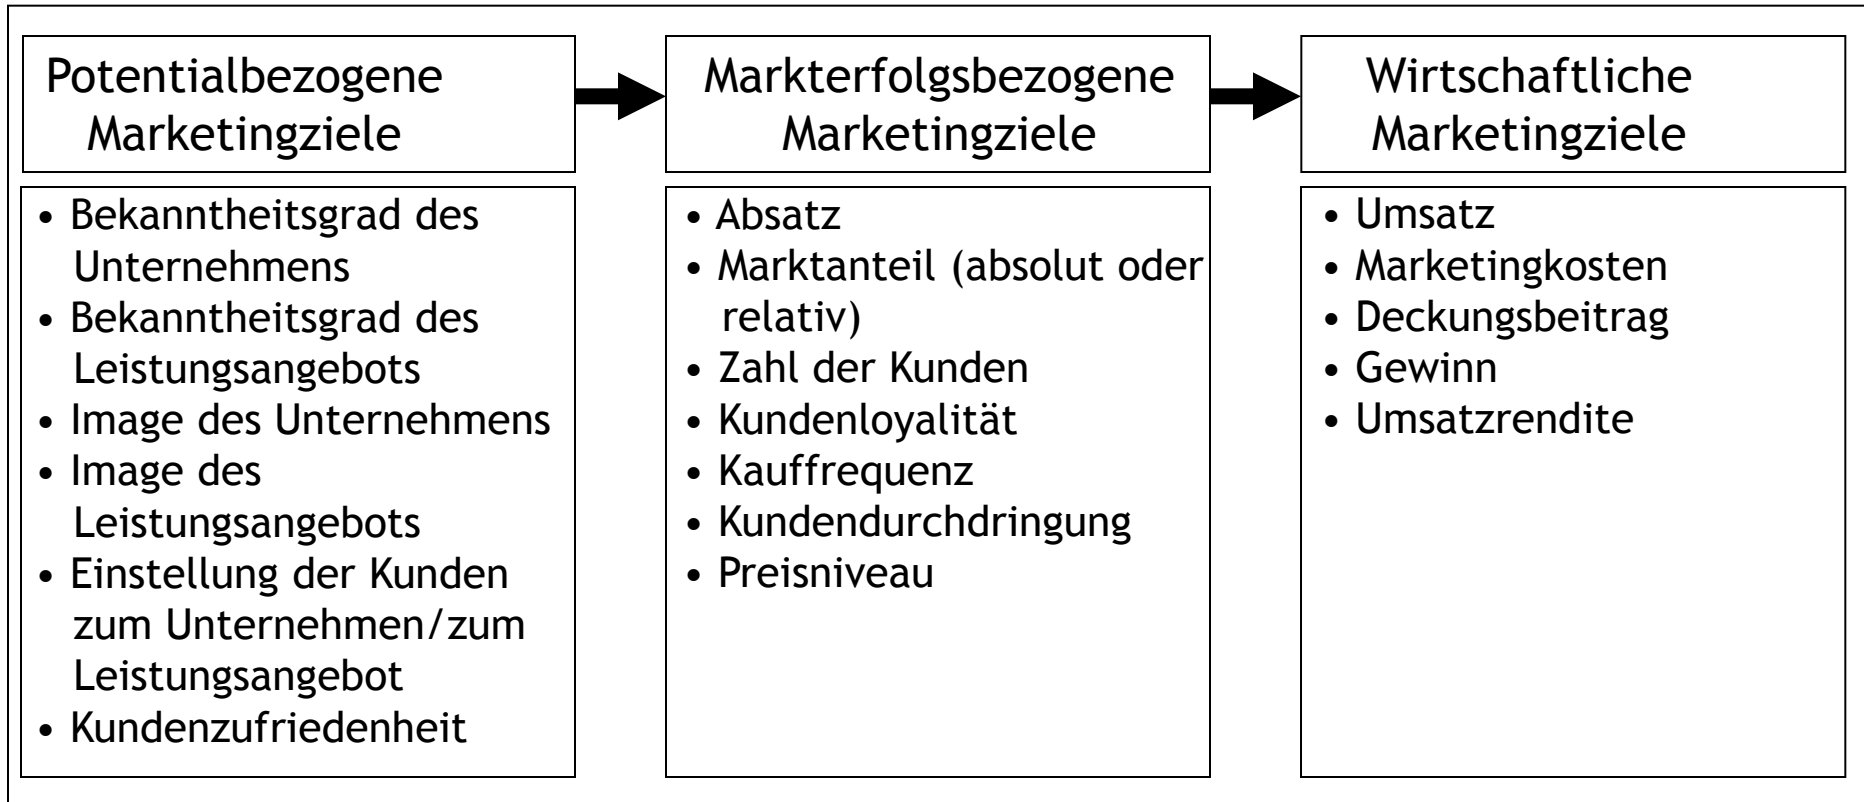 Potentialbezogene
Marketingziele
Markterfolgsbezogene
Marketingziele
Wirtschaftliche
Marketingziele
• Bekanntheitsgrad des
Unternehmens
• Bekanntheitsgrad des
Leistungsangebots
• Image des Unternehmens
• Image des
Leistungsangebots
• Einstellung der Kunden
zum Unternehmen/zum
Leistungsangebot
• Kundenzufriedenheit
• Absatz
• Marktanteil (absolut oder
relativ)
• Zahl der Kunden
• Kundenloyalität
• Kauffrequenz
• Kundendurchdringung
• Preisniveau
• Umsatz
• Marketingkosten
• Deckungsbeitrag
• Gewinn
• Umsatzrendite